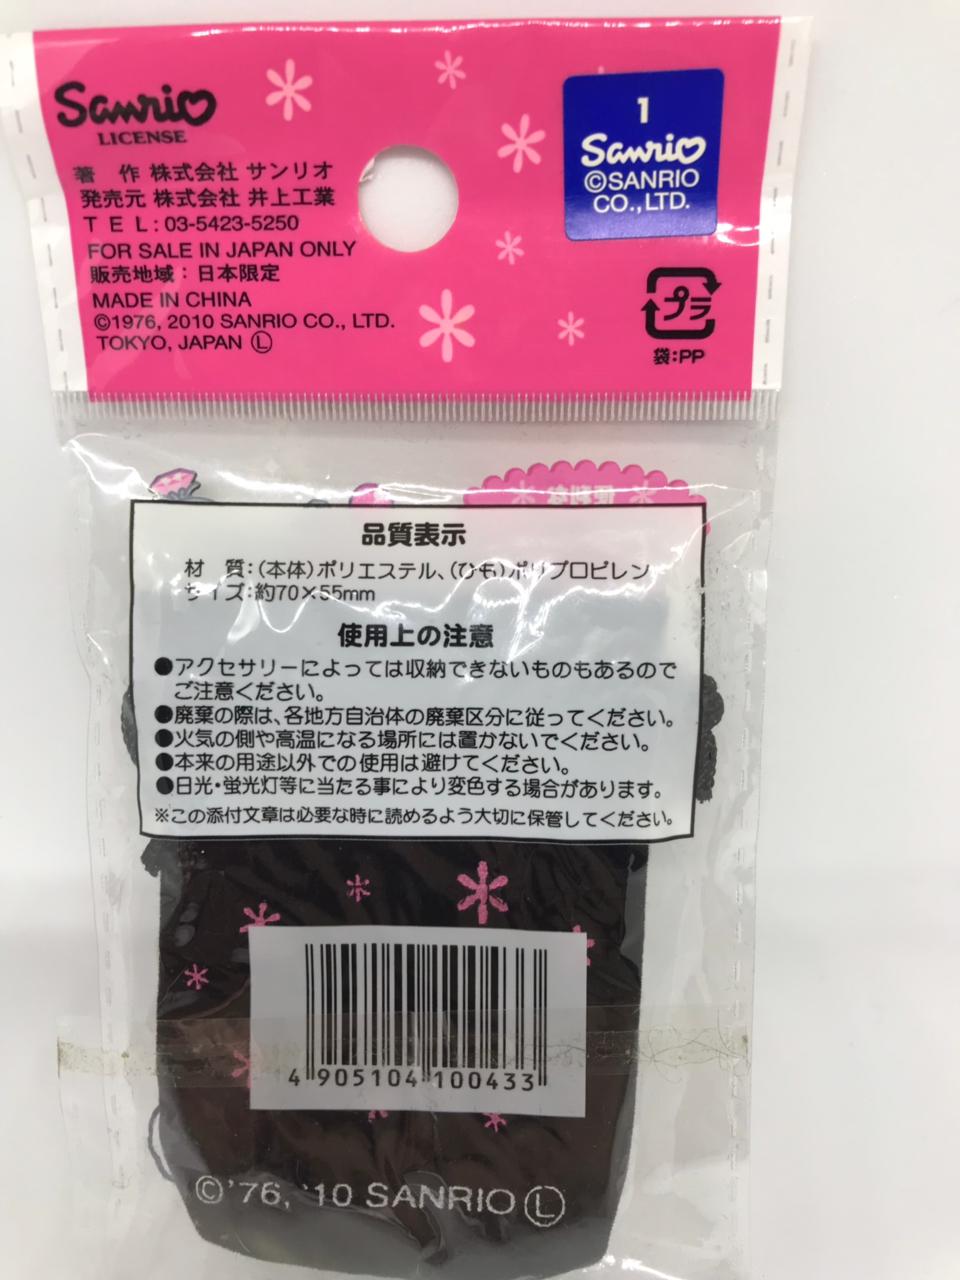 Sanrio
LICENSE
著 作 株式会社 サンリオ
発売元 株式会社 井上工業
T E L : 03-5423-5250
FOR SALE IN JAPAN ONLY
販売地域：日本限定
MADE IN CHINA
©1976, 2010 SANRIO CO., LTD.
TOKYO, JAPAN Ⓛ
1
Sanrio
©SANRIO
CO., LTD.
プラ
袋:PP
品質表示
材 質:(本体)ポリエステル、(ひも)ポリプロピレン
サイズ:約70×55mm
使用上の注意
●アクセサリーによっては収納できないものもあるので
ご注意ください。
●廃棄の際は、各地方自治体の廃棄区分に従ってください。
●火気の側や高温になる場所には置かないでください。
●本来の用途以外での使用は避けてください。
●日光・蛍光灯等に当たる事により変色する場合があります。
※この添付文章は必要な時に読めるよう大切に保管してください。
4 905104 100433
©'76, '10 SANRIO Ⓛ